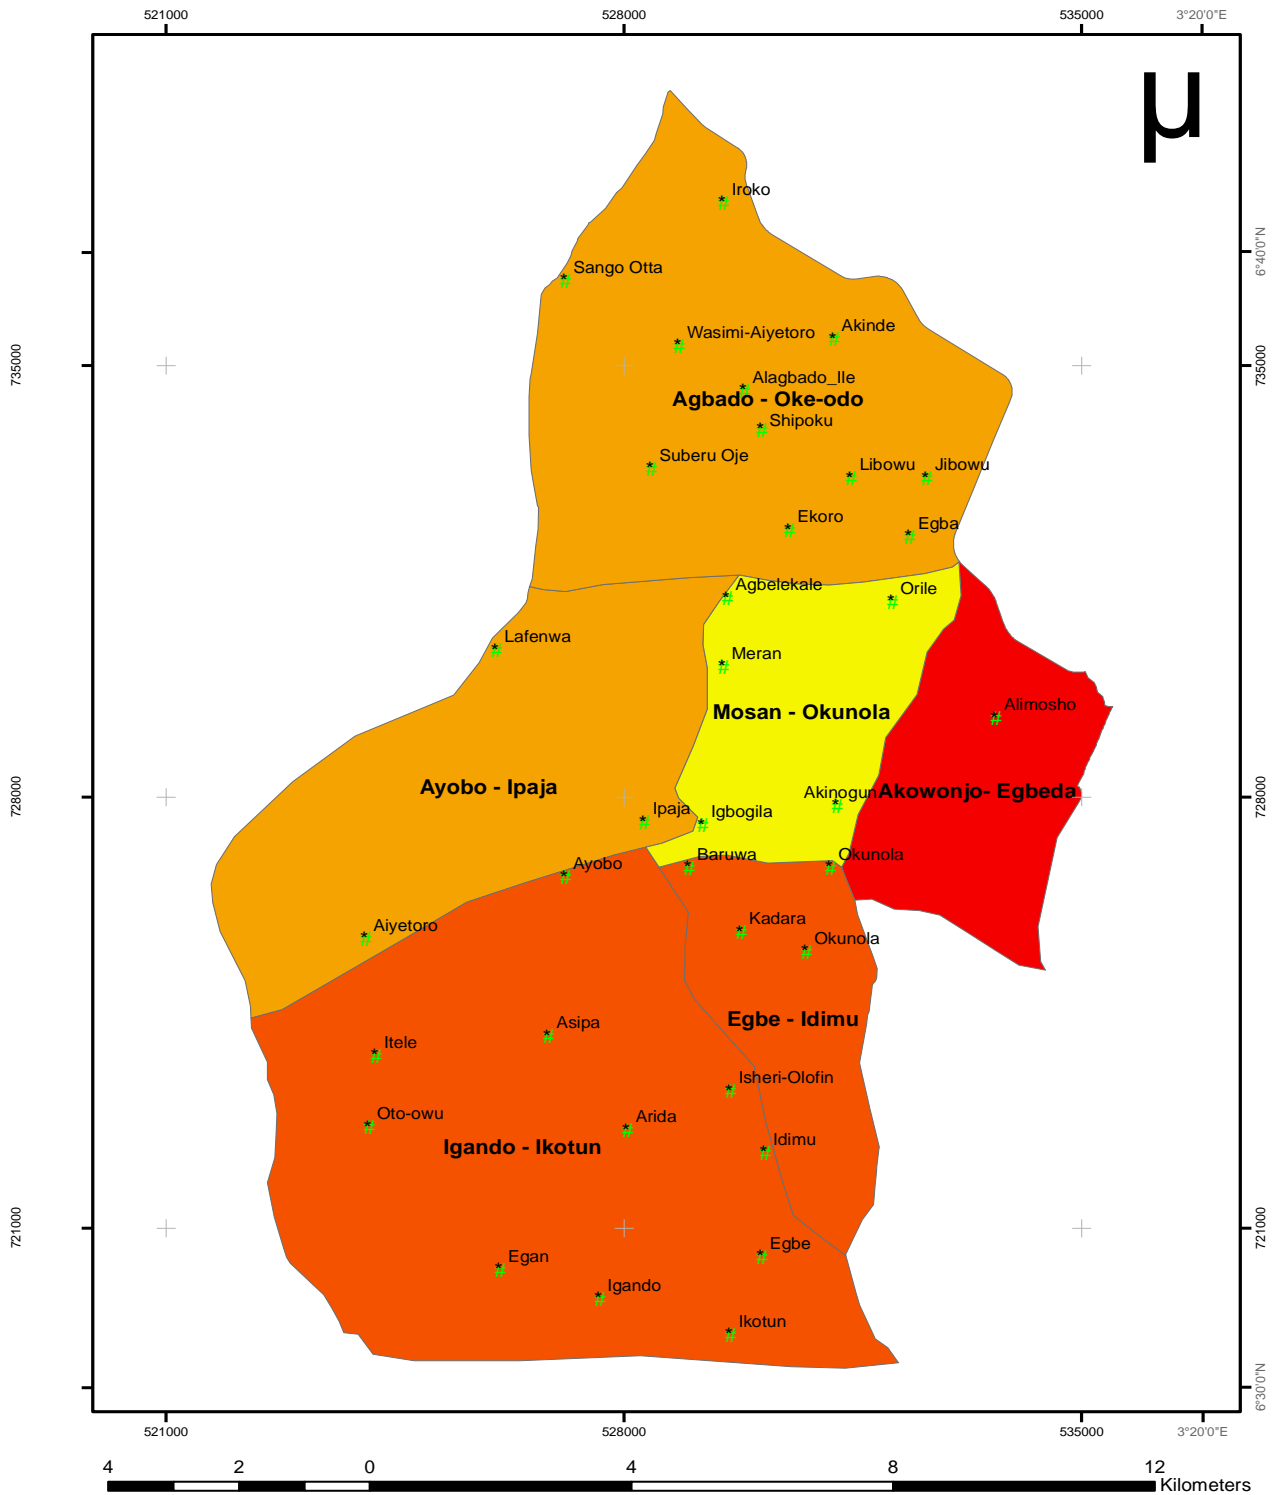 521000 528000 535000 3°20'0"E
µ
Iroko
6°40'0"N
Sango Otta
Akinde
Wasimi-Aiyetoro
735000
735000
Alagbado_Ile
Agbado - Oke-odo
Shipoku
Suberu Oje
Libowu
Jibowu
Ekoro
Egba
Agbelekale
Orile
Lafenwa
Meran
Alimosho
Mosan - Okunola
Ayobo - Ipaja
Akinogun
Akowonjo- Egbeda
728000
728000
Ipaja
Igbogila
Baruwa
Okunola
Ayobo
Kadara
Aiyetoro
Okunola
Egbe - Idimu
Asipa
Itele
Isheri-Olofin
Oto-owu
Arida
Idimu
Igando - Ikotun
721000
721000
Egbe
Egan
Igando
Ikotun
6°30'0"N
521000 528000 535000 3°20'0"E
4 2 0 4 8 12
Kilometers